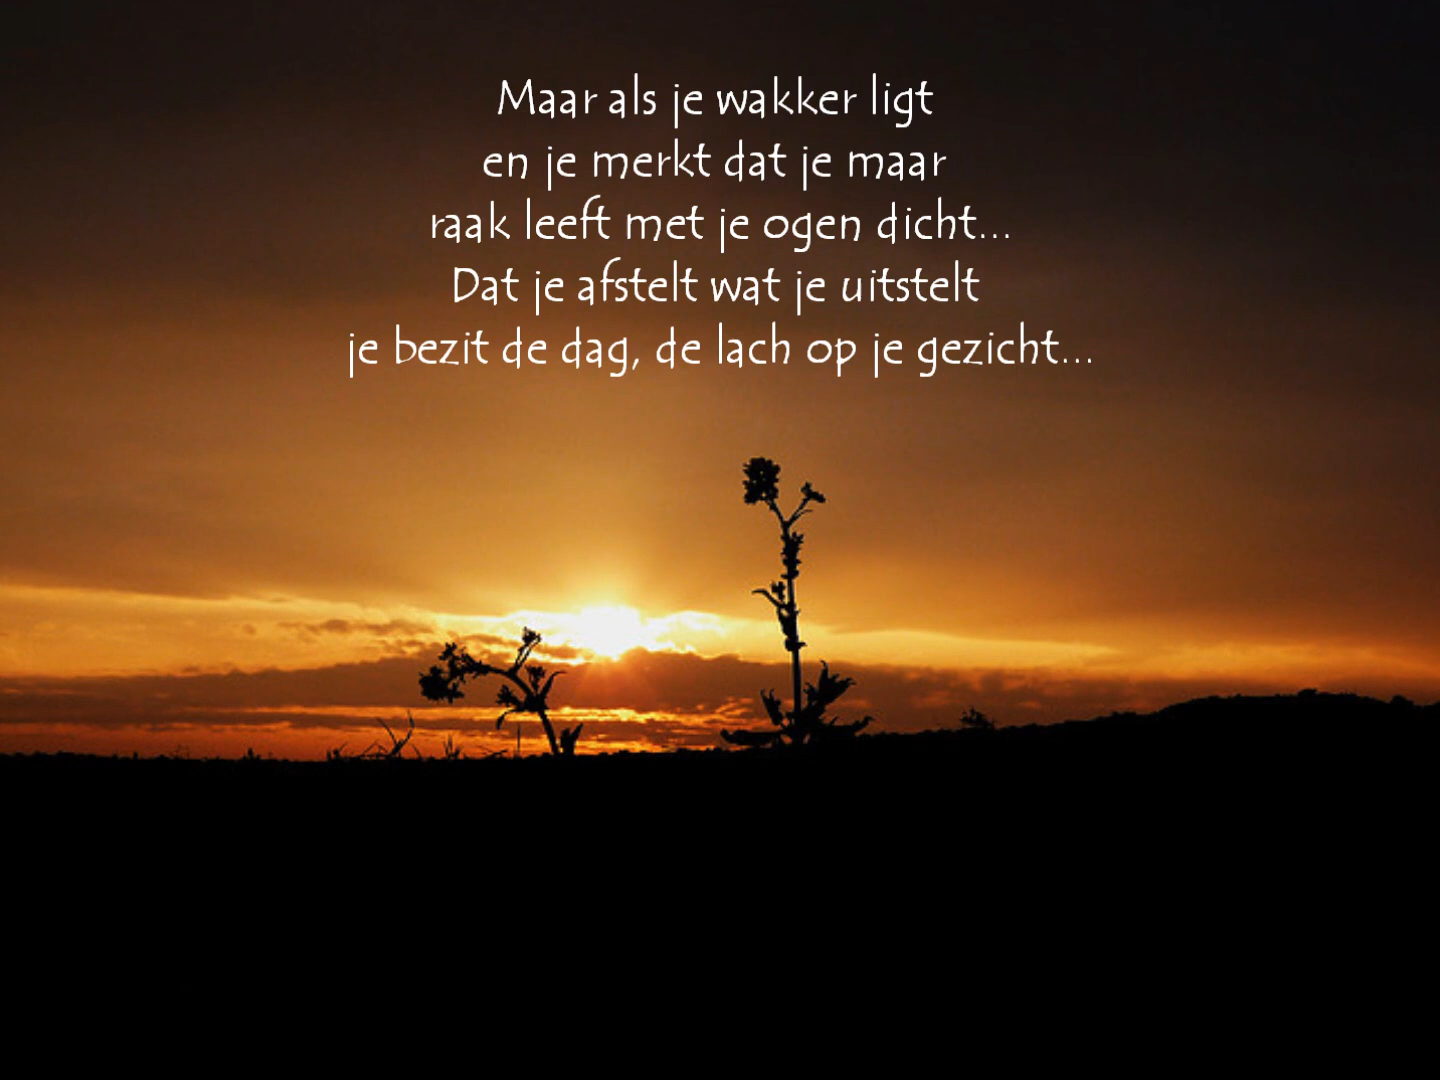 Maar als je wakker ligt
en je merkt dat je maar
raak leeft met je ogen dicht...
Dat je afstelt wat je uitstelt
je bezit de dag, de lach op je gezicht...